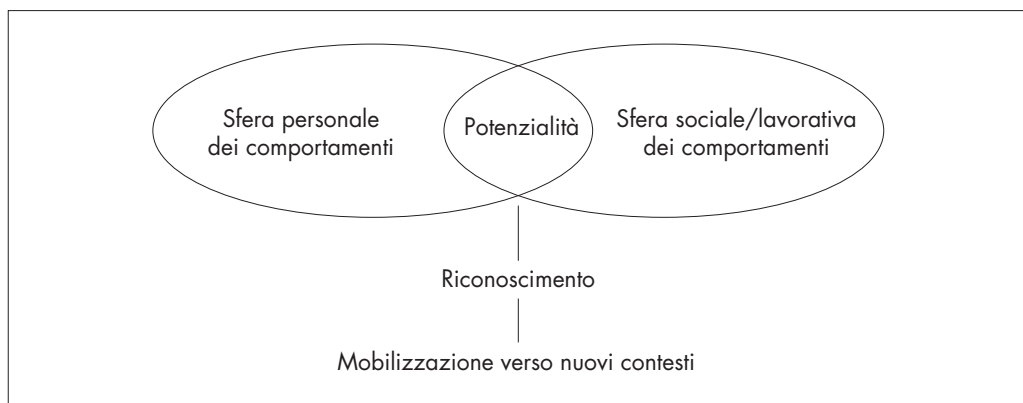 Sfera personale
dei comportamenti
Potenzialità
Sfera sociale/lavorativa
dei comportamenti
Riconoscimento
Mobilizzazione verso nuovi contesti